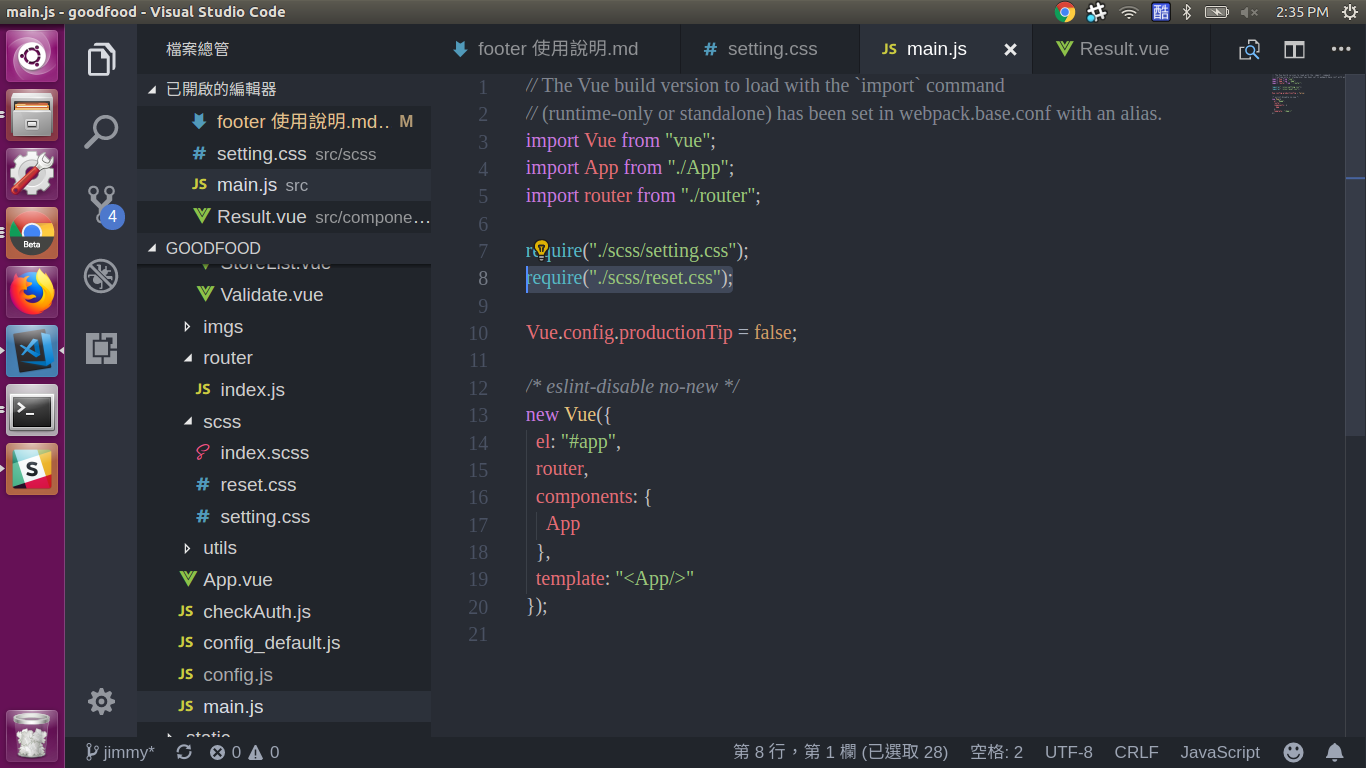 main.js - goodfood - Visual Studio Code
酷
2:35 PM
檔案總管
footer 使用說明.md
setting.css
JS main.js
Result.vue
已開啟的編輯器
footer 使用說明.md.. M
setting.css src/scss
JS main.js src
Result.vue src/compone...
GOODFOOD
StoreList.vue
Validate.vue
imgs
router
JS index.js
scss
index.scss
# reset.css
# setting.css
utils
App.vue
JS checkAuth.js
JS config_default.js
JS config.js
JS main.js
static
4
Beta
S
1 // The Vue build version to load with the `import` command
2 // (runtime-only or standalone) has been set in webpack.base.conf with an alias.
3 import Vue from "vue";
4 import App from "./App";
5 import router from "./router";
6
7 require("./scss/setting.css");
8 require("./scss/reset.css");
9
10 Vue.config.productionTip = false;
11
12 /* eslint-disable no-new */
13 new Vue({
14 el: "#app",
15 router,
16 components: {
17 App
18 },
19 template: "<App/>"
20 });
21
jimmy* 0 0 第 8 行，第 1 欄 (已選取 28) 空格: 2 UTF-8 CRLF JavaScript